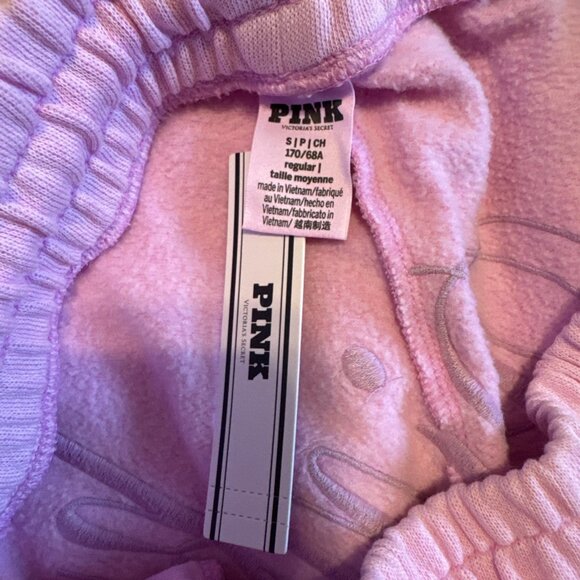 PINK
VICTORIA'S SECRET
S|P|CH
170/68A
regular |
taille moyenne
made in Vietnam/fabriqué
au Vietnam/hecho en
Vietnam/fabbricato in
Vietnam/ 越南制造
PINK
VICTORIA'S SECRET